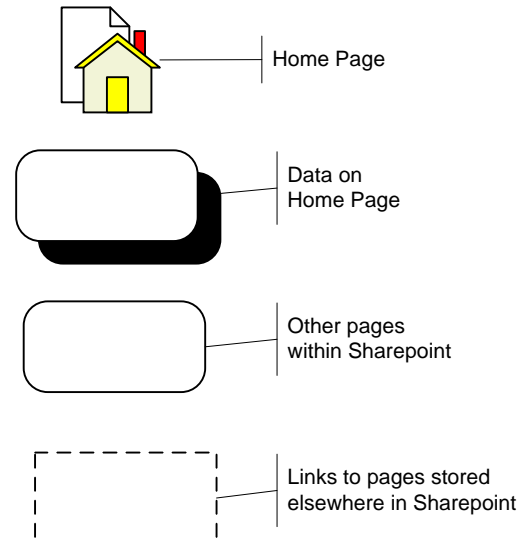 Home Page
Data on
Home Page
Other pages
within Sharepoint
Links to pages stored
elsewhere in Sharepoint